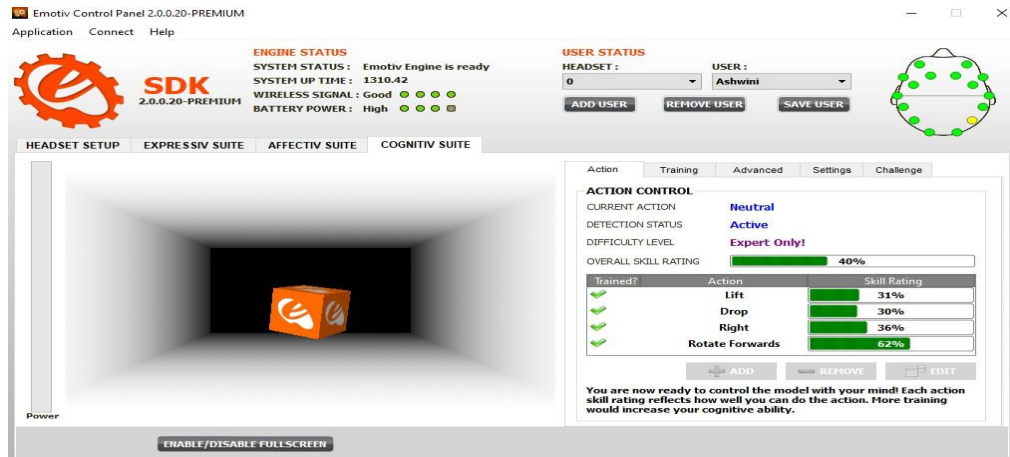 Emotiv Control Panel 2.0.0.20-PREMIUM
Application Connect Help
SDK
2.0.0.20-PREMIUM
ENGINE STATUS
SYSTEM STATUS : Emotiv Engine is ready
SYSTEM UP TIME : 1310.42
WIRELESS SIGNAL : Good
BATTERY POWER : High
USER STATUS
HEADSET : USER :
0 Ashwini
ADD USER REMOVE USER SAVE USER
HEADSET SETUP EXPRESSIV SUITE AFFECTIV SUITE COGNITIV SUITE
Action Training Advanced Settings Challenge
ACTION CONTROL
CURRENT ACTION Neutral
DETECTION STATUS Active
DIFFICULTY LEVEL Expert Only!
OVERALL SKILL RATING 40%
Trained? Action Skill Rating
Lift 31%
Drop 30%
Right 36%
Rotate Forwards 62%
ADD REMOVE EDIT
You are now ready to control the model with your mind! Each action
skill rating reflects how well you can do the action. More training
would increase your cognitive ability.
Power
ENABLE/DISABLE FULLSCREEN